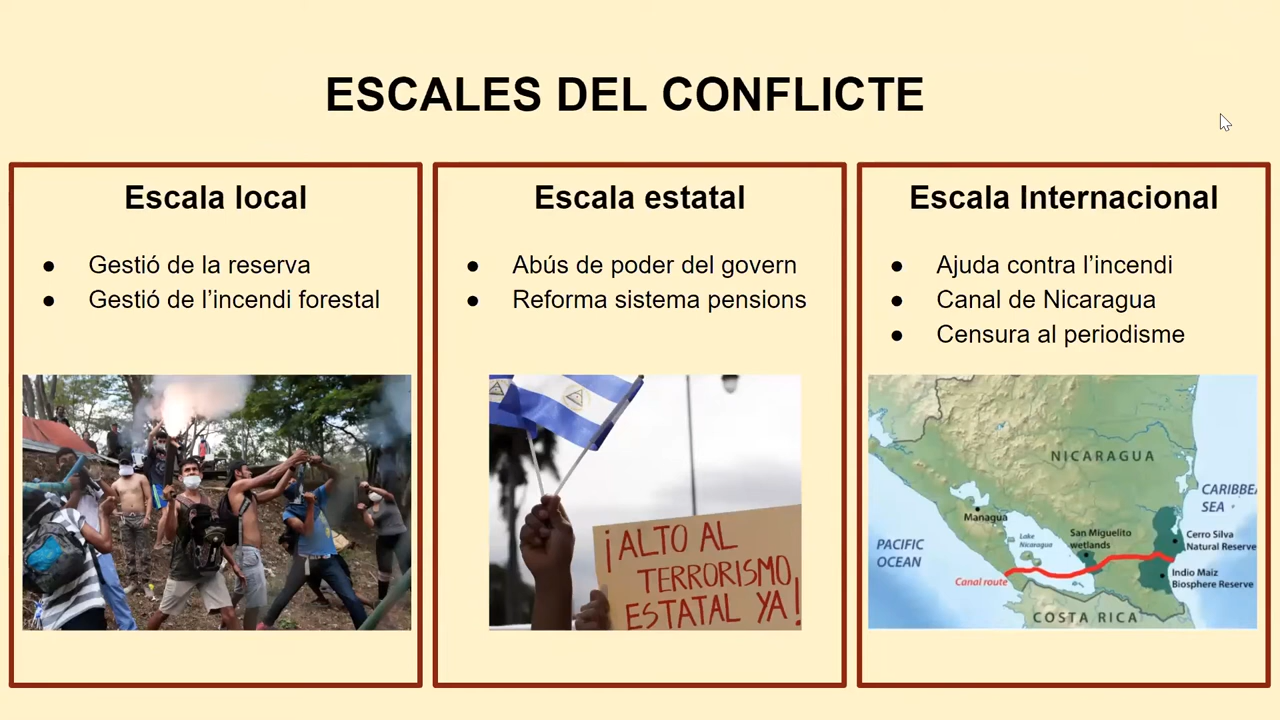 ESCALES DEL CONFLICTE
Escala local
● Gestió de la reserva
● Gestió de l’incendi forestal
Escala estatal
● Abús de poder del govern
● Reforma sistema pensions
¡ALTO AL
TERRORISMO
ESTATAL YA!
Escala Internacional
● Ajuda contra l’incendi
● Canal de Nicaragua
● Censura al periodisme
NICARAGUA
CARIBBEA
SEA
Managua
San Miguelito
wetlands
Lake
Nicaragua
Cerro Silva
Natural Reserve
PACIFIC
OCEAN
Canal route
Indio Maiz
Biosphere Reserve
COSTA RICA